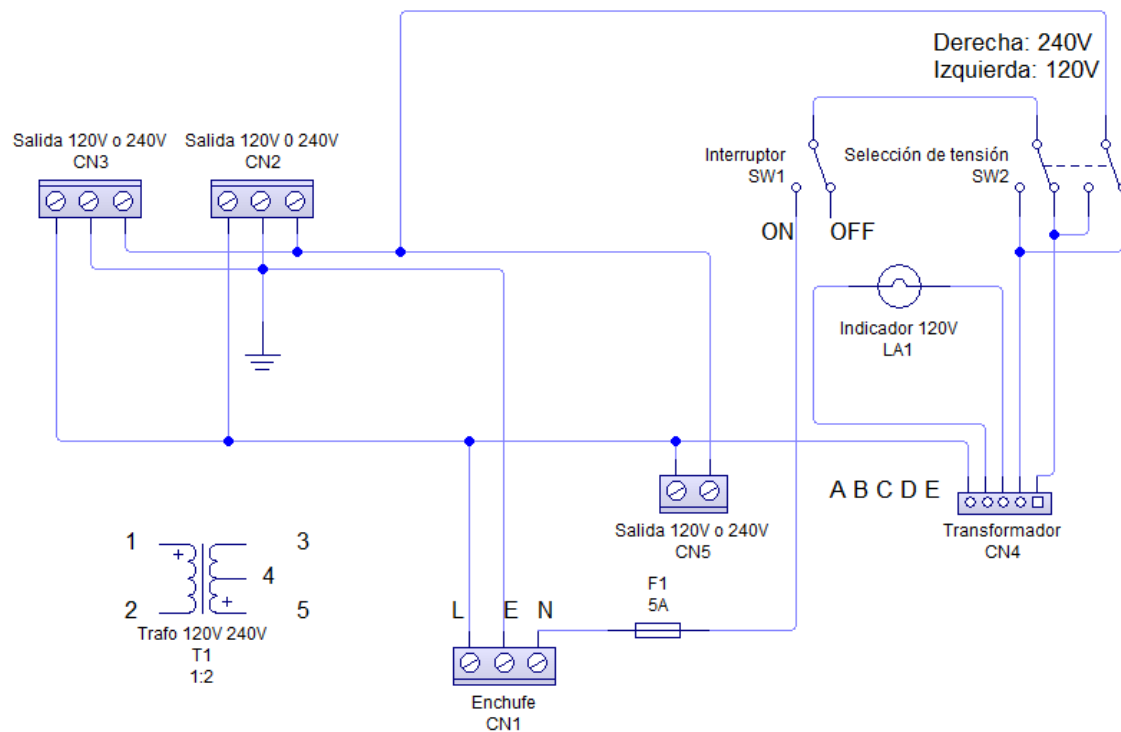 Derecha: 240V
Izquierda: 120V
Salida 120V o 240V
CN3
Salida 120V 0 240V
CN2
Interruptor
SW1
Selección de tensión
SW2
ON
OFF
Indicador 120V
LA1
A B C D E
Transformador
CN4
Salida 120V o 240V
CN5
1
2
3
4
5
+
+
Trafo 120V 240V
T1
1:2
F1
5A
L
E
N
Enchufe
CN1